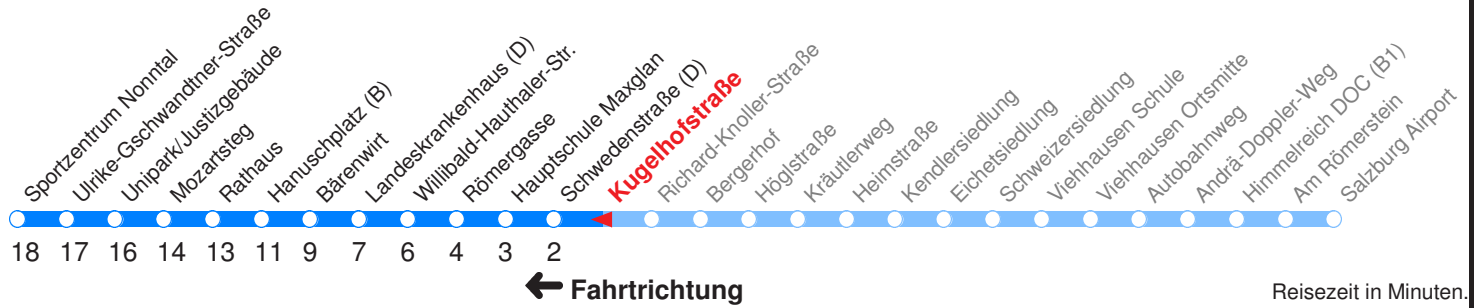 Sportzentrum Nonntal
Ulrike-Gschwandtner-Straße
Unipark/Justizgebäude
Mozartsteg
Rathaus
Hanuschplatz (B)
Bärenwirt
Landeskrankenhaus (D)
Willibald-Hauthaler-Str.
Römergasse
Hauptschule Maxglan
Schwedenstraße (D)
Kugelhofstraße
Richard-Knoller-Straße
Bergerhof
Höglstraße
Kräutlerweg
Heimstraße
Kendlersiedlung
Eichetsiedlung
Schweizersiedlung
Viehhausen Schule
Viehhausen Ortsmitte
Autobahnweg
Andrä-Doppler-Weg
Himmelreich DOC (B1)
Am Römerstein
Salzburg Airport
18 17 16 14 13 11 9 7 6 4 3 2
Fahrtrichtung
Reisezeit in Minuten.